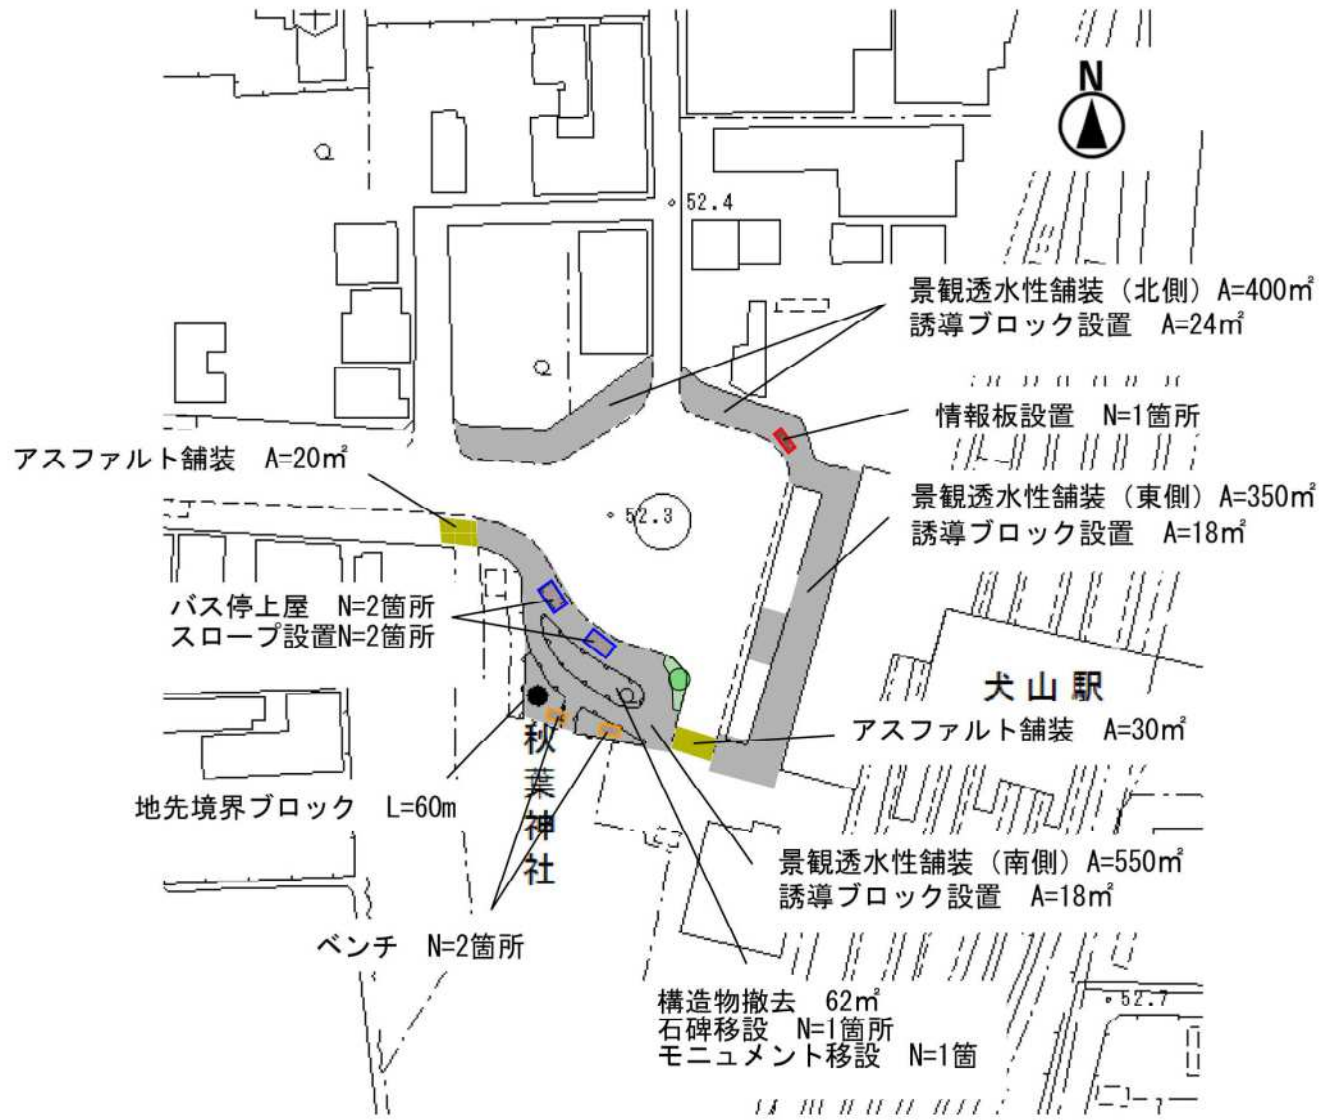 N
52.4
景観透水性舗装（北側）A=400㎡
誘導ブロック設置　A=24㎡
情報板設置　N=1箇所
アスファルト舗装　A=20㎡
景観透水性舗装（東側）A=350㎡
誘導ブロック設置　A=18㎡
52.3
バス停上屋　N=2箇所
スロープ設置N=2箇所
犬山駅
アスファルト舗装　A=30㎡
秋葉神社
地先境界ブロック　L=60m
景観透水性舗装（南側）A=550㎡
誘導ブロック設置　A=18㎡
ベンチ　N=2箇所
構造物撤去　62㎡
石碑移設　N=1箇所
モニュメント移設　N=1箇
52.7